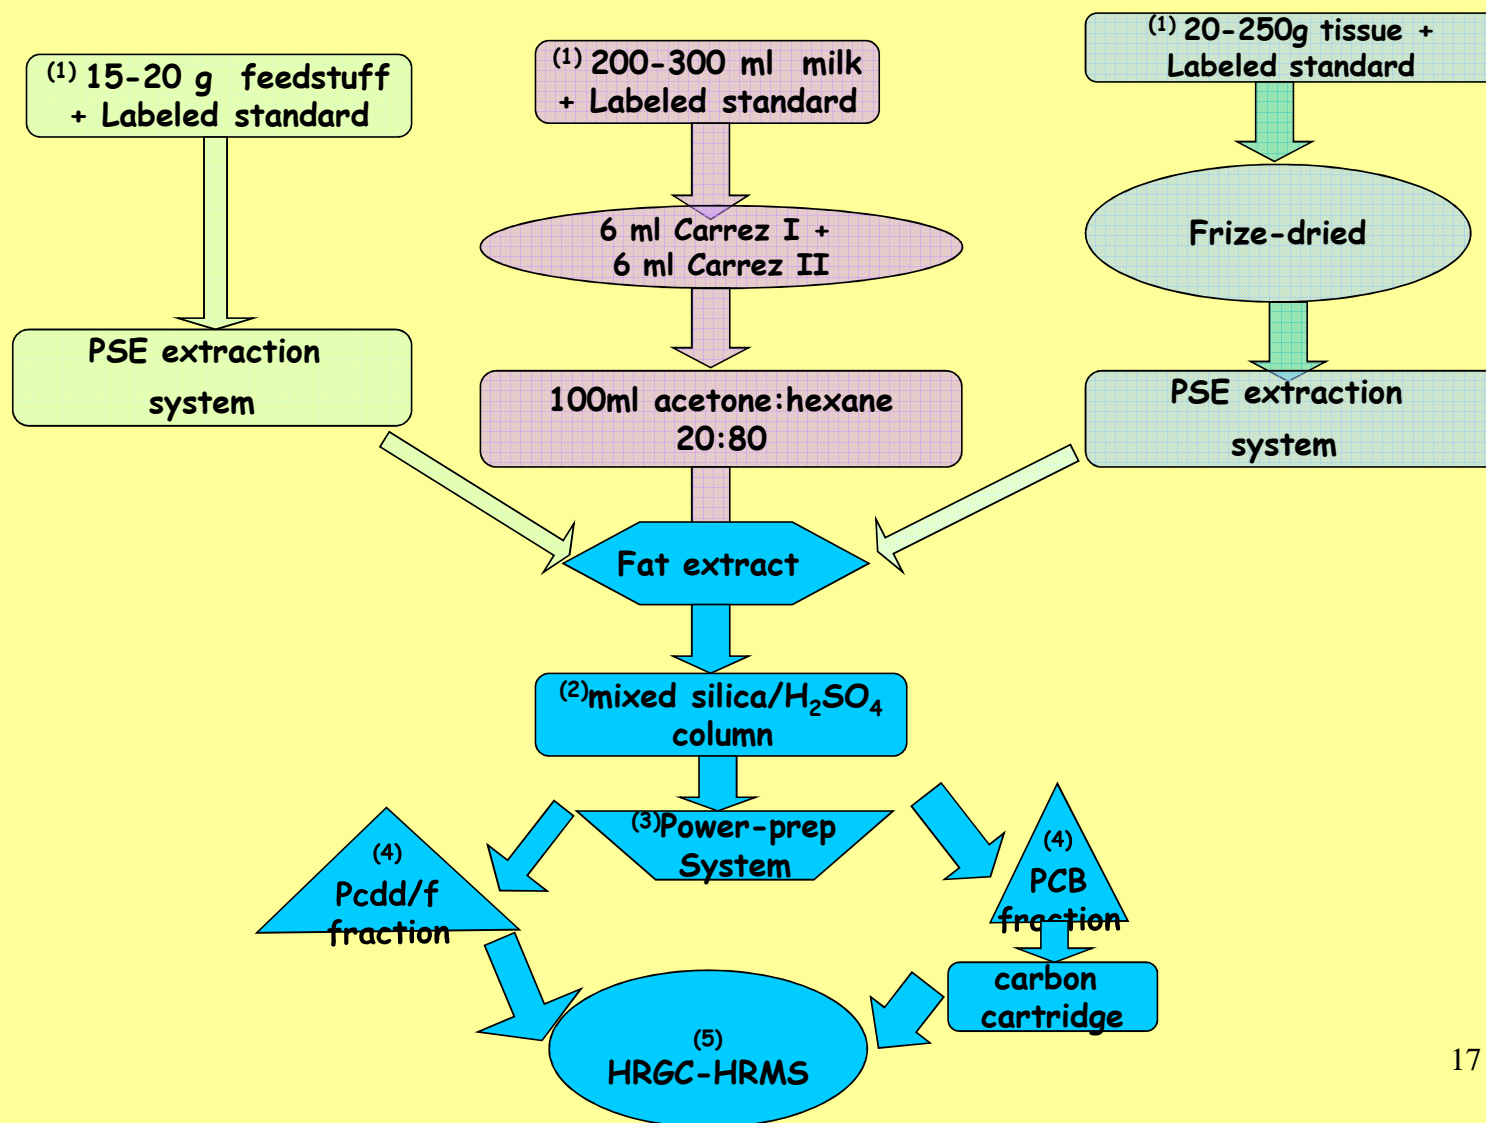 (1) 15-20 g feedstuff
+ Labeled standard
(1) 200-300 ml milk
+ Labeled standard
(1) 20-250g tissue +
Labeled standard
6 ml Carrez I +
6 ml Carrez II
Frize-dried
PSE extraction
system
100ml acetone:hexane
20:80
PSE extraction
system
Fat extract
(2)mixed silica/H₂SO₄
column
(3)Power-prep
System
(4)
Pcdd/f
fraction
(4)
PCB
fraction
carbon
cartridge
(5)
HRGC-HRMS
17